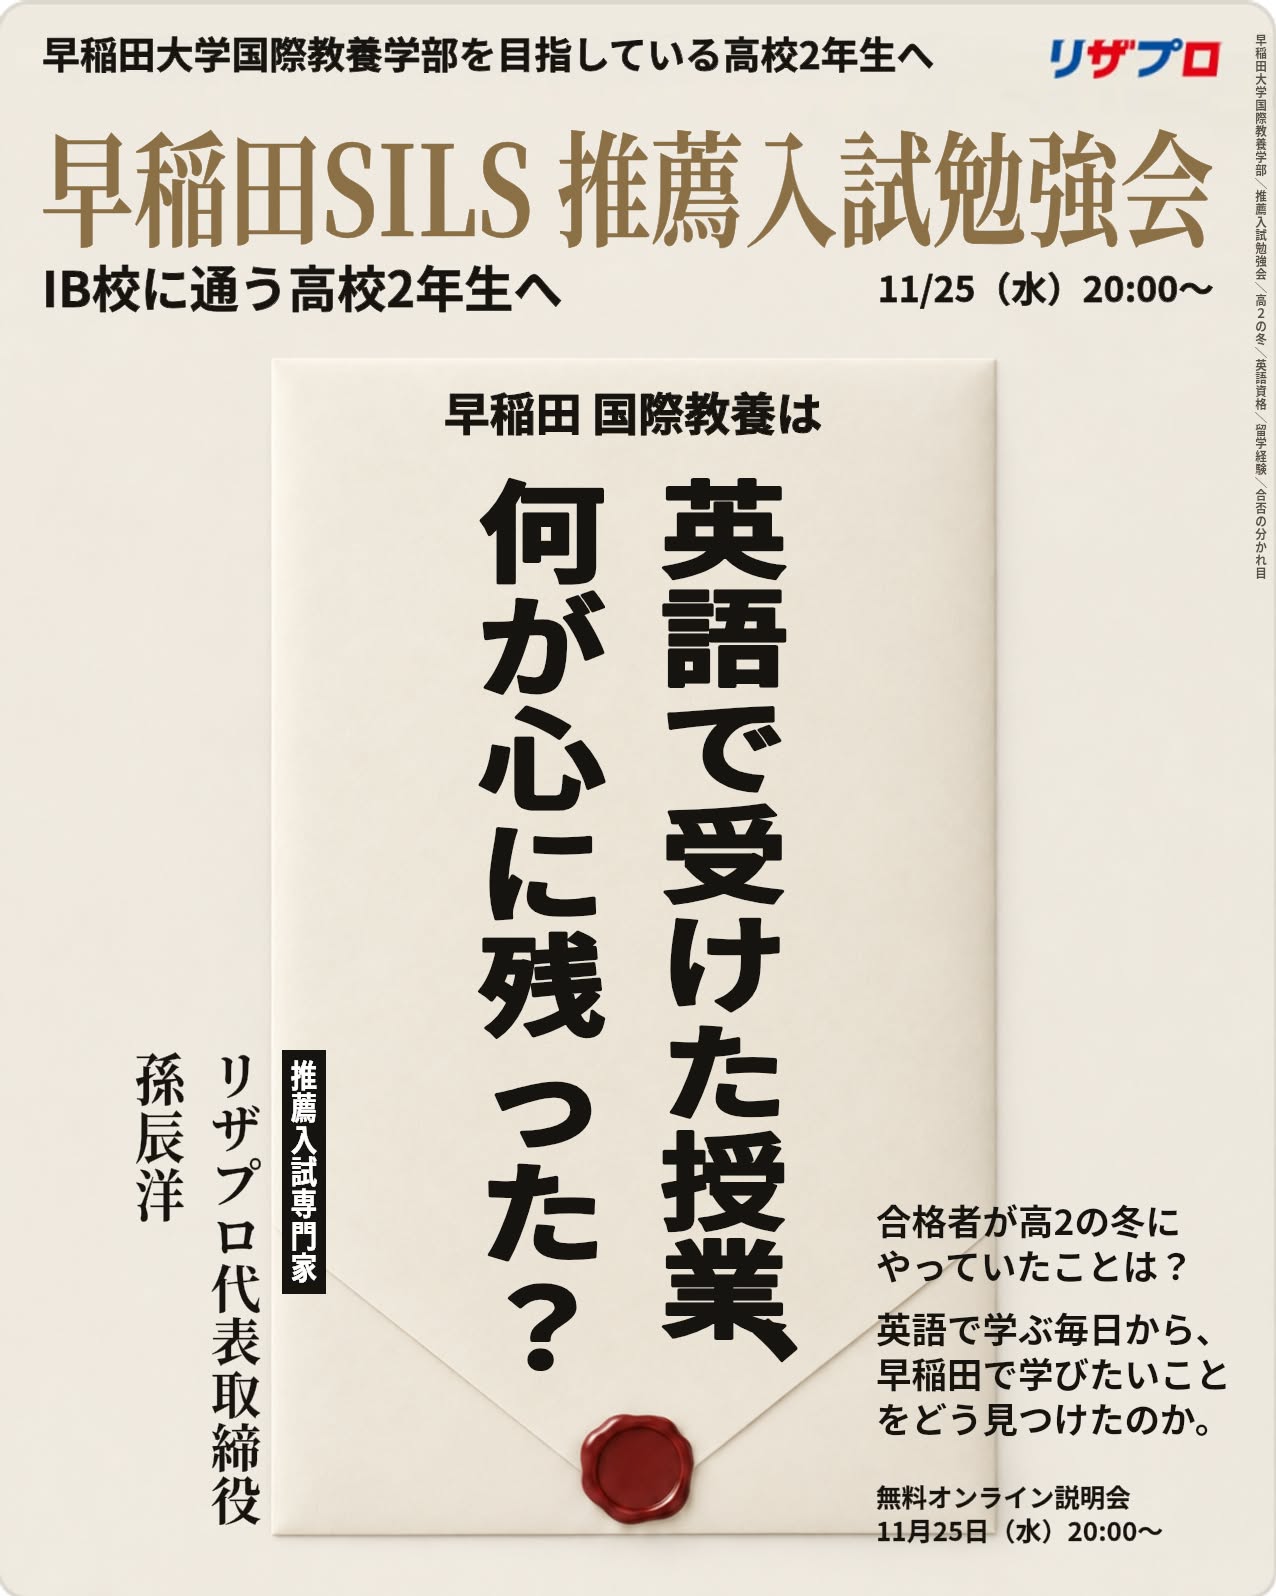 早稲田大学国際教養学部を目指している高校2年生へ
リザプロ
早稲田SILS 推薦入試勉強会
IB校に通う高校2年生へ
11/25（水）20:00〜
早稲田大学国際教養学部／推薦入試勉強会／高2の冬／英語資格／留学経験／合否の分かれ目
早稲田 国際教養は
英語で受けた授業、
何が心に残った？
推薦入試専門家
リザプロ代表取締役
孫辰洋
合格者が高2の冬に
やっていたことは？
英語で学ぶ毎日から、
早稲田で学びたいこと
をどう見つけたのか。
無料オンライン説明会
11月25日（水）20:00〜